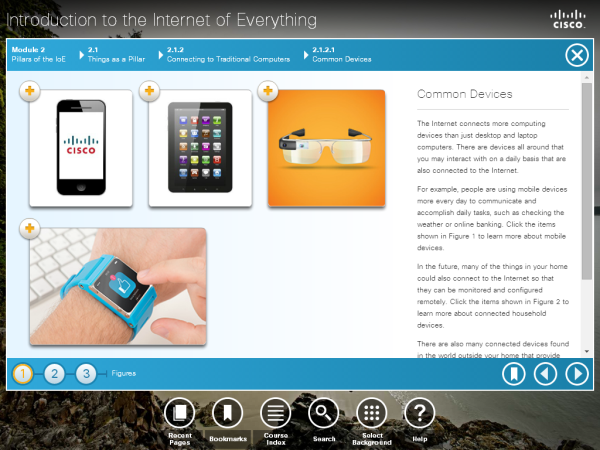 Introduction to the Internet of Everything
CISCO.
Module 2
Pillars of the IoE
2.1
Things as a Pillar
2.1.2
Connecting to Traditional Computers
2.1.2.1
Common Devices
CISCO
Common Devices
The Internet connects more computing
devices than just desktop and laptop
computers. There are devices all around that
you may interact with on a daily basis that are
also connected to the Internet.
For example, people are using mobile devices
more every day to communicate and
accomplish daily tasks, such as checking the
weather or online banking. Click the items
shown in Figure 1 to learn more about mobile
devices.
In the future, many of the things in your home
could also connect to the Internet so that
they can be monitored and configured
remotely. Click the items shown in Figure 2 to
learn more about connected household
devices.
There are also many connected devices found
in the world outside your home that provide
1
2
3
Figures
Recent
Pages
Bookmarks
Course
Index
Search
Select
Background
Help